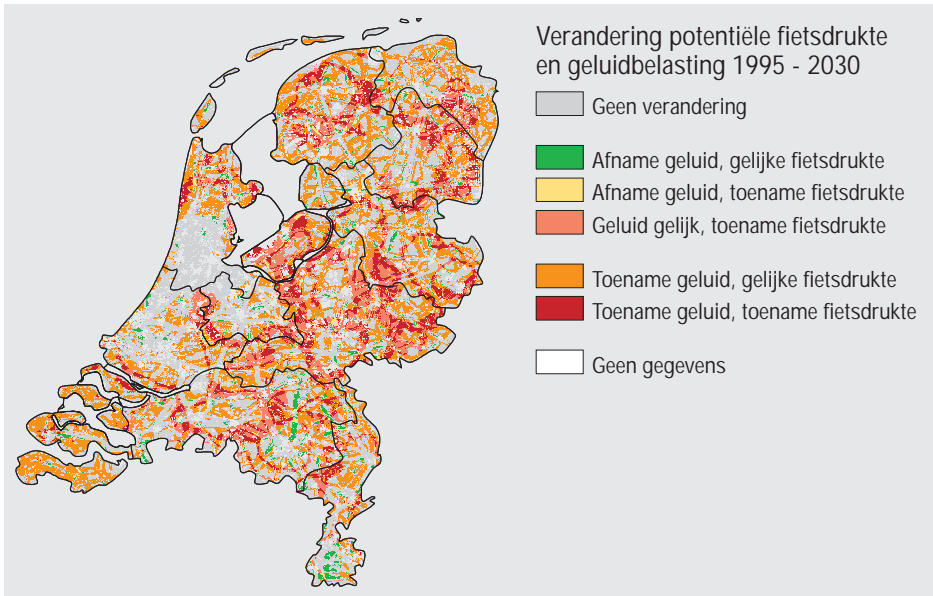 Verandering potentiële fietsdrukte
en geluidbelasting 1995 - 2030
Geen verandering
Afname geluid, gelijke fietsdrukte
Afname geluid, toename fietsdrukte
Geluid gelijk, toename fietsdrukte
Toename geluid, gelijke fietsdrukte
Toename geluid, toename fietsdrukte
Geen gegevens